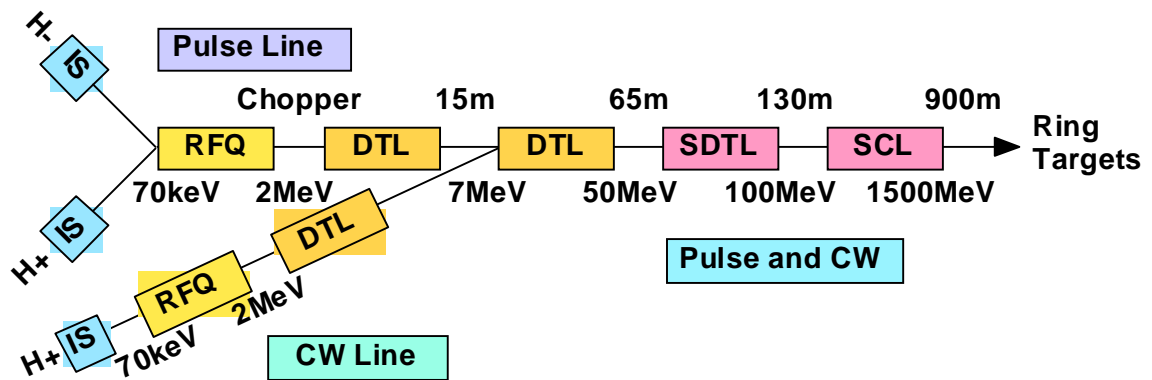 H-
IS
Pulse Line
Chopper 15m 65m 130m 900m
RFQ DTL DTL SDTL SCL
Ring
Targets
70keV 2MeV 7MeV 50MeV 100MeV 1500MeV
IS
H+
DTL
Pulse and CW
RFQ
2MeV
H+
IS
70keV
CW Line